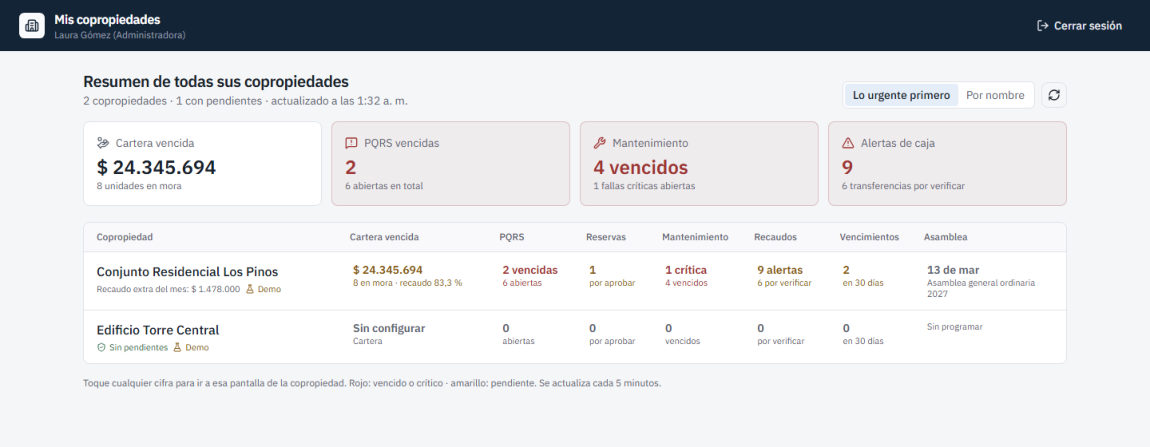 Mis copropiedades
Laura Gómez (Administradora)
Cerrar sesión
Resumen de todas sus copropiedades
2 copropiedades · 1 con pendientes · actualizado a las 1:32 a. m.
Lo urgente primero
Por nombre
Cartera vencida
$ 24.345.694
8 unidades en mora
PQRS vencidas
2
6 abiertas en total
Mantenimiento
4 vencidos
1 fallas críticas abiertas
Alertas de caja
9
6 transferencias por verificar
Copropiedad Cartera vencida PQRS Reservas Mantenimiento Recaudos Vencimientos Asamblea
Conjunto Residencial Los Pinos
Recaudo extra del mes: $ 1.478.000 Demo
$ 24.345.694
8 en mora · recaudo 83,3 %
2 vencidas
6 abiertas
1
por aprobar
1 crítica
4 vencidos
9 alertas
6 por verificar
2
en 30 días
13 de mar
Asamblea general ordinaria
2027
Edificio Torre Central
Sin pendientes Demo
Sin configurar
Cartera
0
abiertas
0
por aprobar
0
vencidos
0
por verificar
0
en 30 días
Sin programar
Toque cualquier cifra para ir a esa pantalla de la copropiedad. Rojo: vencido o crítico · amarillo: pendiente. Se actualiza cada 5 minutos.